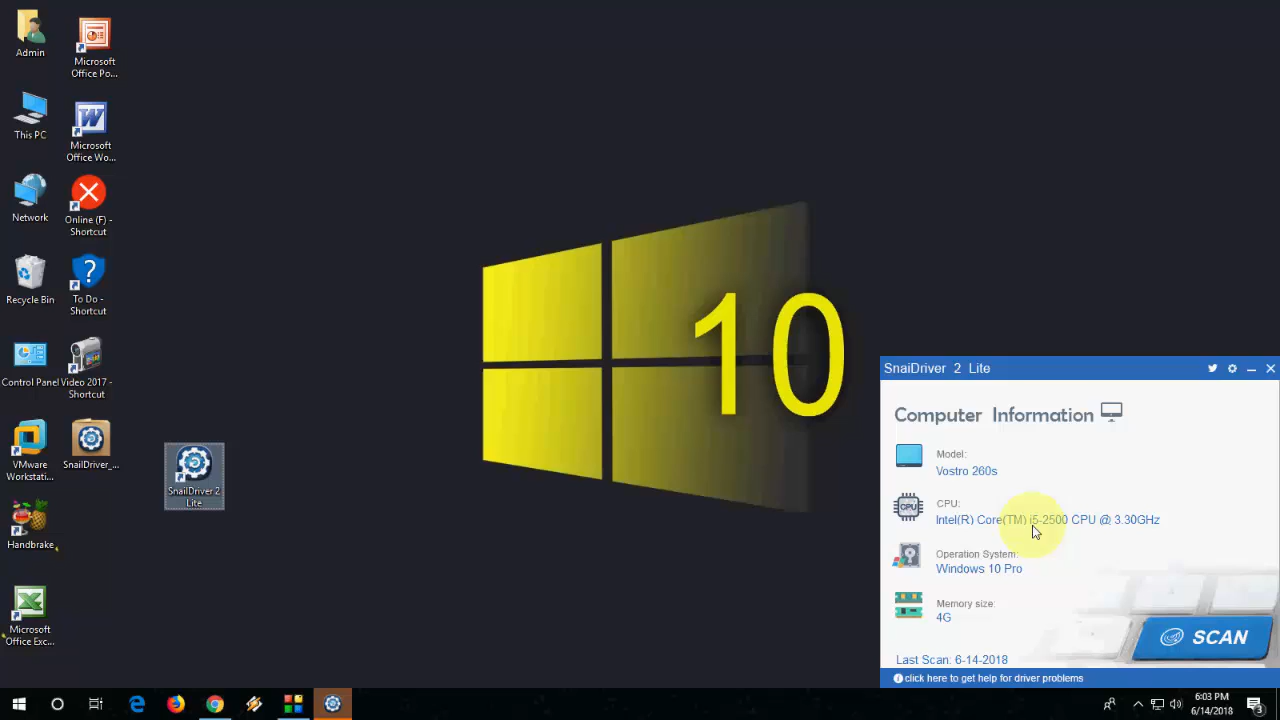 Admin
Microsoft
Office Po...
This PC
Microsoft
Office Wo...
Network
Online (F) -
Shortcut
Recycle Bin
To Do -
Shortcut
Control Panel
Video 2017 -
Shortcut
VMware
Workstati...
SnailDriver_...
SnailDriver 2
Lite
Handbrake
Microsoft
Office Exc...
10
SnaiDriver 2 Lite
Computer Information
Model:
Vostro 260s
CPU
CPU:
Intel(R) Core(TM) i5-2500 CPU @ 3.30GHz
Operation System:
Windows 10 Pro
Memory size:
4G
SCAN
Last Scan: 6-14-2018
click here to get help for driver problems
6:03 PM
6/14/2018
3